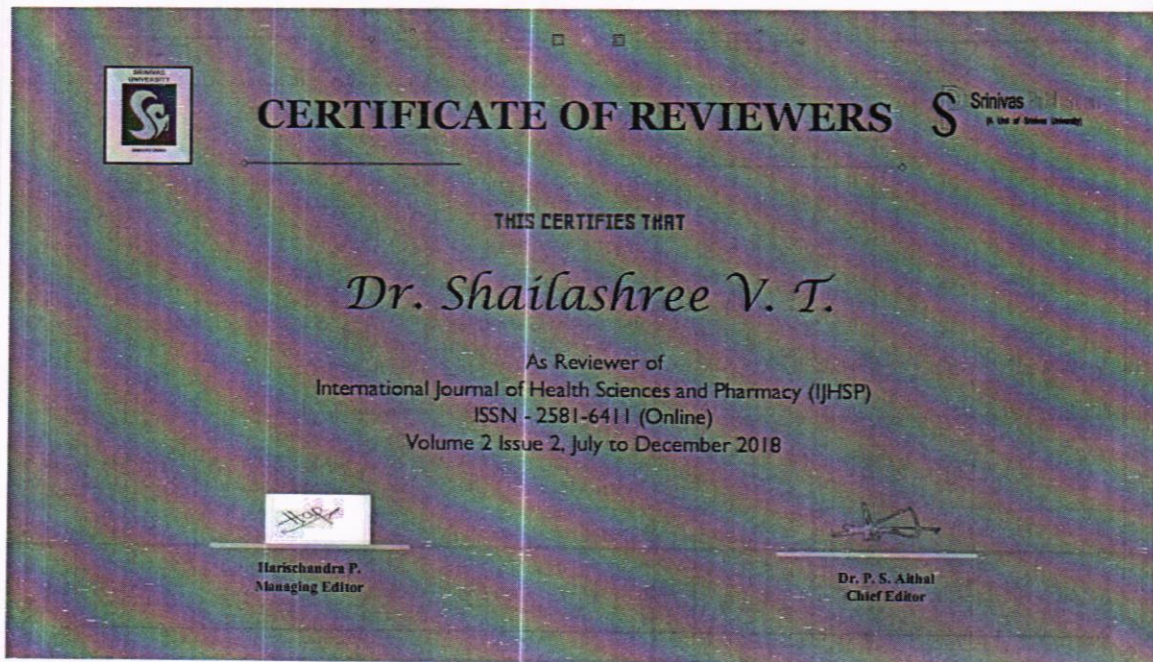 SRINIVAS
UNIVERSITY
CERTIFICATE OF REVIEWERS
Srinivas
THIS CERTIFIES THAT
Dr. Shailashree V. T.
As Reviewer of
International Journal of Health Sciences and Pharmacy (IJHSP)
ISSN - 2581-6411 (Online)
Volume 2 Issue 2, July to December 2018
Harischandra P.
Managing Editor
Dr. P. S. Aithal
Chief Editor